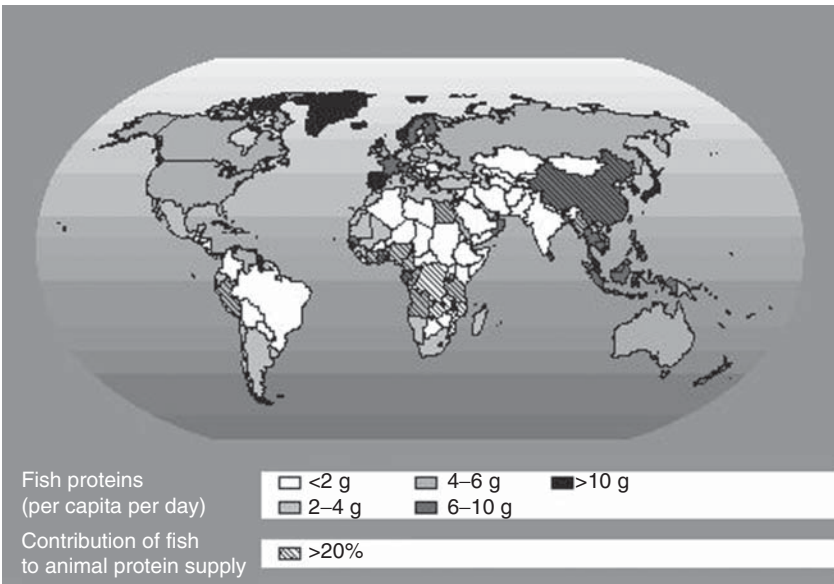 Fish proteins
(per capita per day)
<2 g
4–6 g
>10 g
2–4 g
6–10 g
Contribution of fish
to animal protein supply
>20%